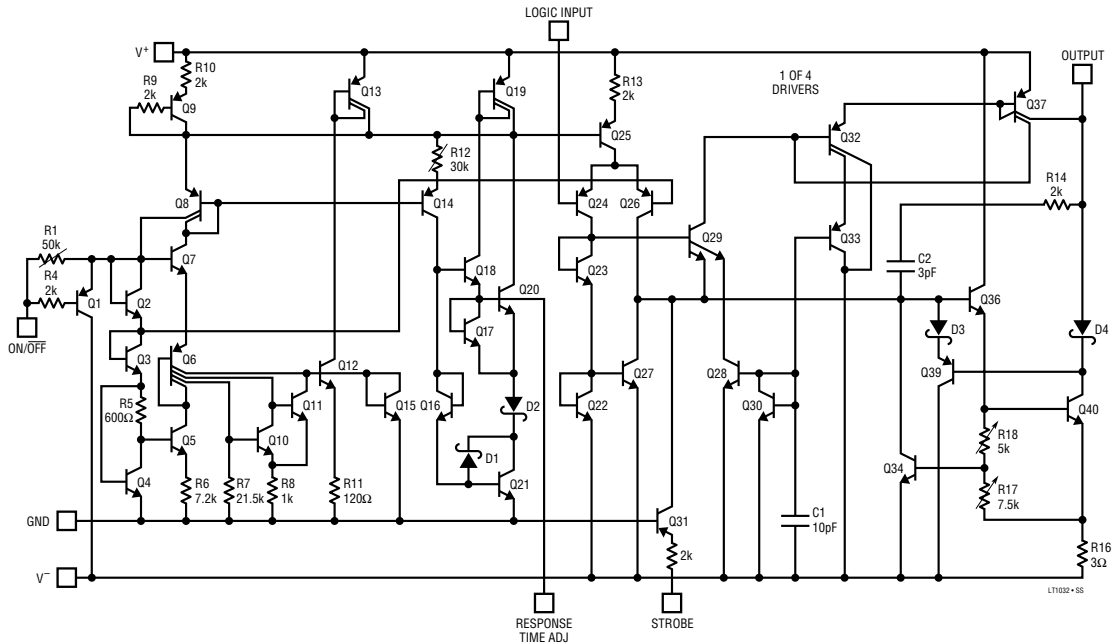 LOGIC INPUT
V+
R10
2k
R9
2k
Q9
Q13
Q19
R13
2k
1 OF 4
DRIVERS
OUTPUT
Q37
Q25
Q32
R12
30k
R14
2k
Q8
Q14
Q24
Q26
R1
50k
R4
2k
Q1
Q7
Q2
Q29
Q33
Q23
Q18
Q20
C2
3pF
Q36
ON/OFF
Q3
Q6
Q17
D3
D4
Q12
Q39
R5
600Ω
Q11
Q15
Q16
D2
Q27
Q28
Q30
Q22
Q40
Q5
Q10
D1
R18
5k
Q4
R6
7.2k
R7
21.5k
R8
1k
R11
120Ω
Q21
Q34
R17
7.5k
GND
Q31
C1
10pF
2k
R16
3Ω
V–
RESPONSE
TIME ADJ
STROBE
LT1032 • SS